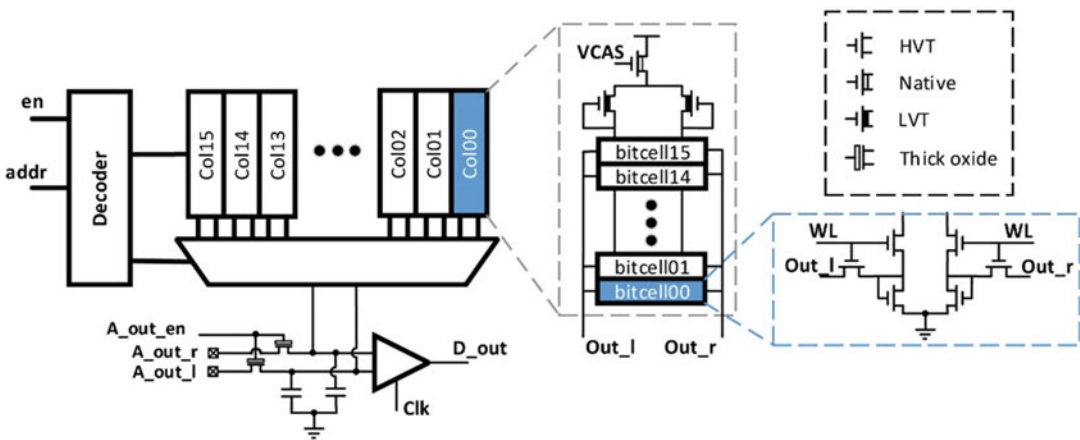 en
addr
Decoder
Col15
Col14
Col13
Col02
Col01
Col00
A_out_en
A_out_r
A_out_l
D_out
Clk
VCAS
bitcell15
bitcell14
bitcell01
bitcell00
Out_l Out_r
HVT
Native
LVT
Thick oxide
WL WL
Out_l Out_r